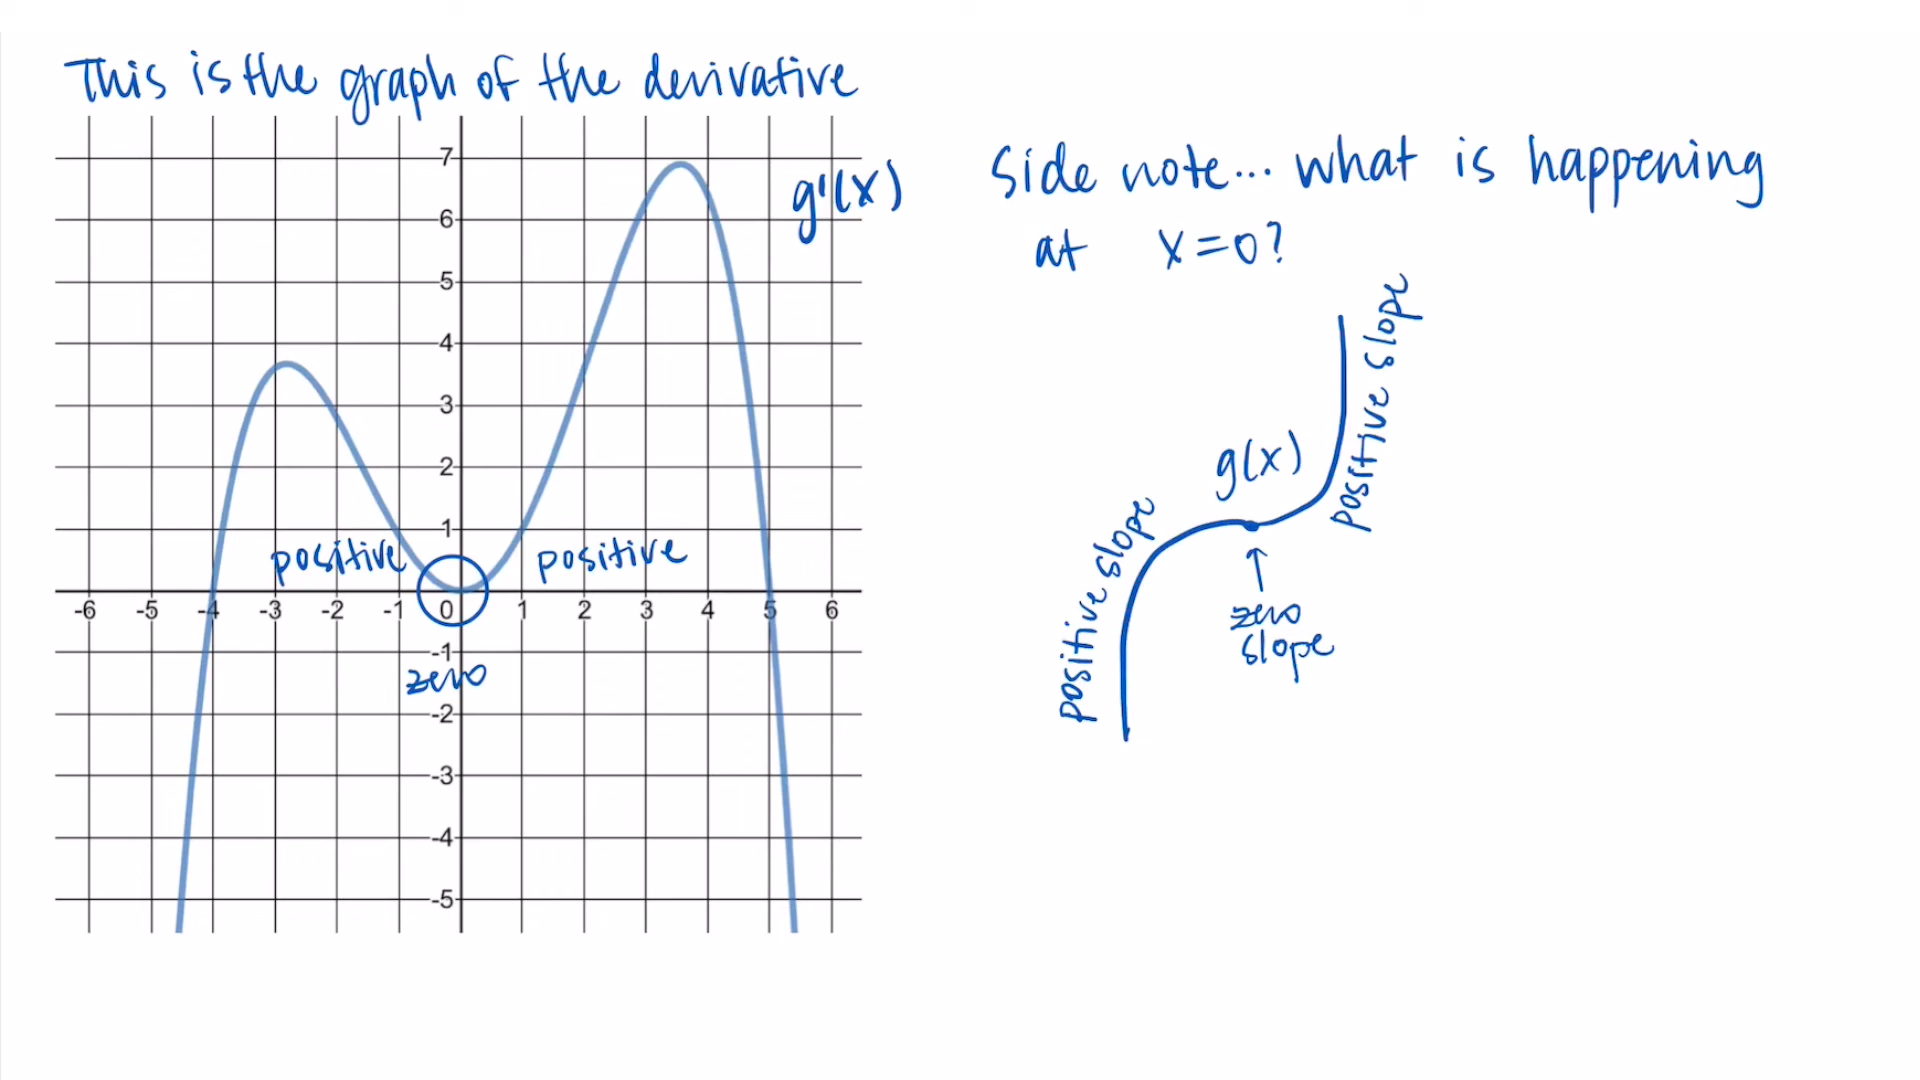 This is the graph of the derivative
7
g'(x)
6
5
4
3
2
1
positive
positive
-6 -5 -4 -3 -2 -1 0 1 2 3 4 5 6
-1
zero
-2
-3
-4
-5
Side note... what is happening
at x=0?
positive slope
g(x)
positive slope
zero
slope